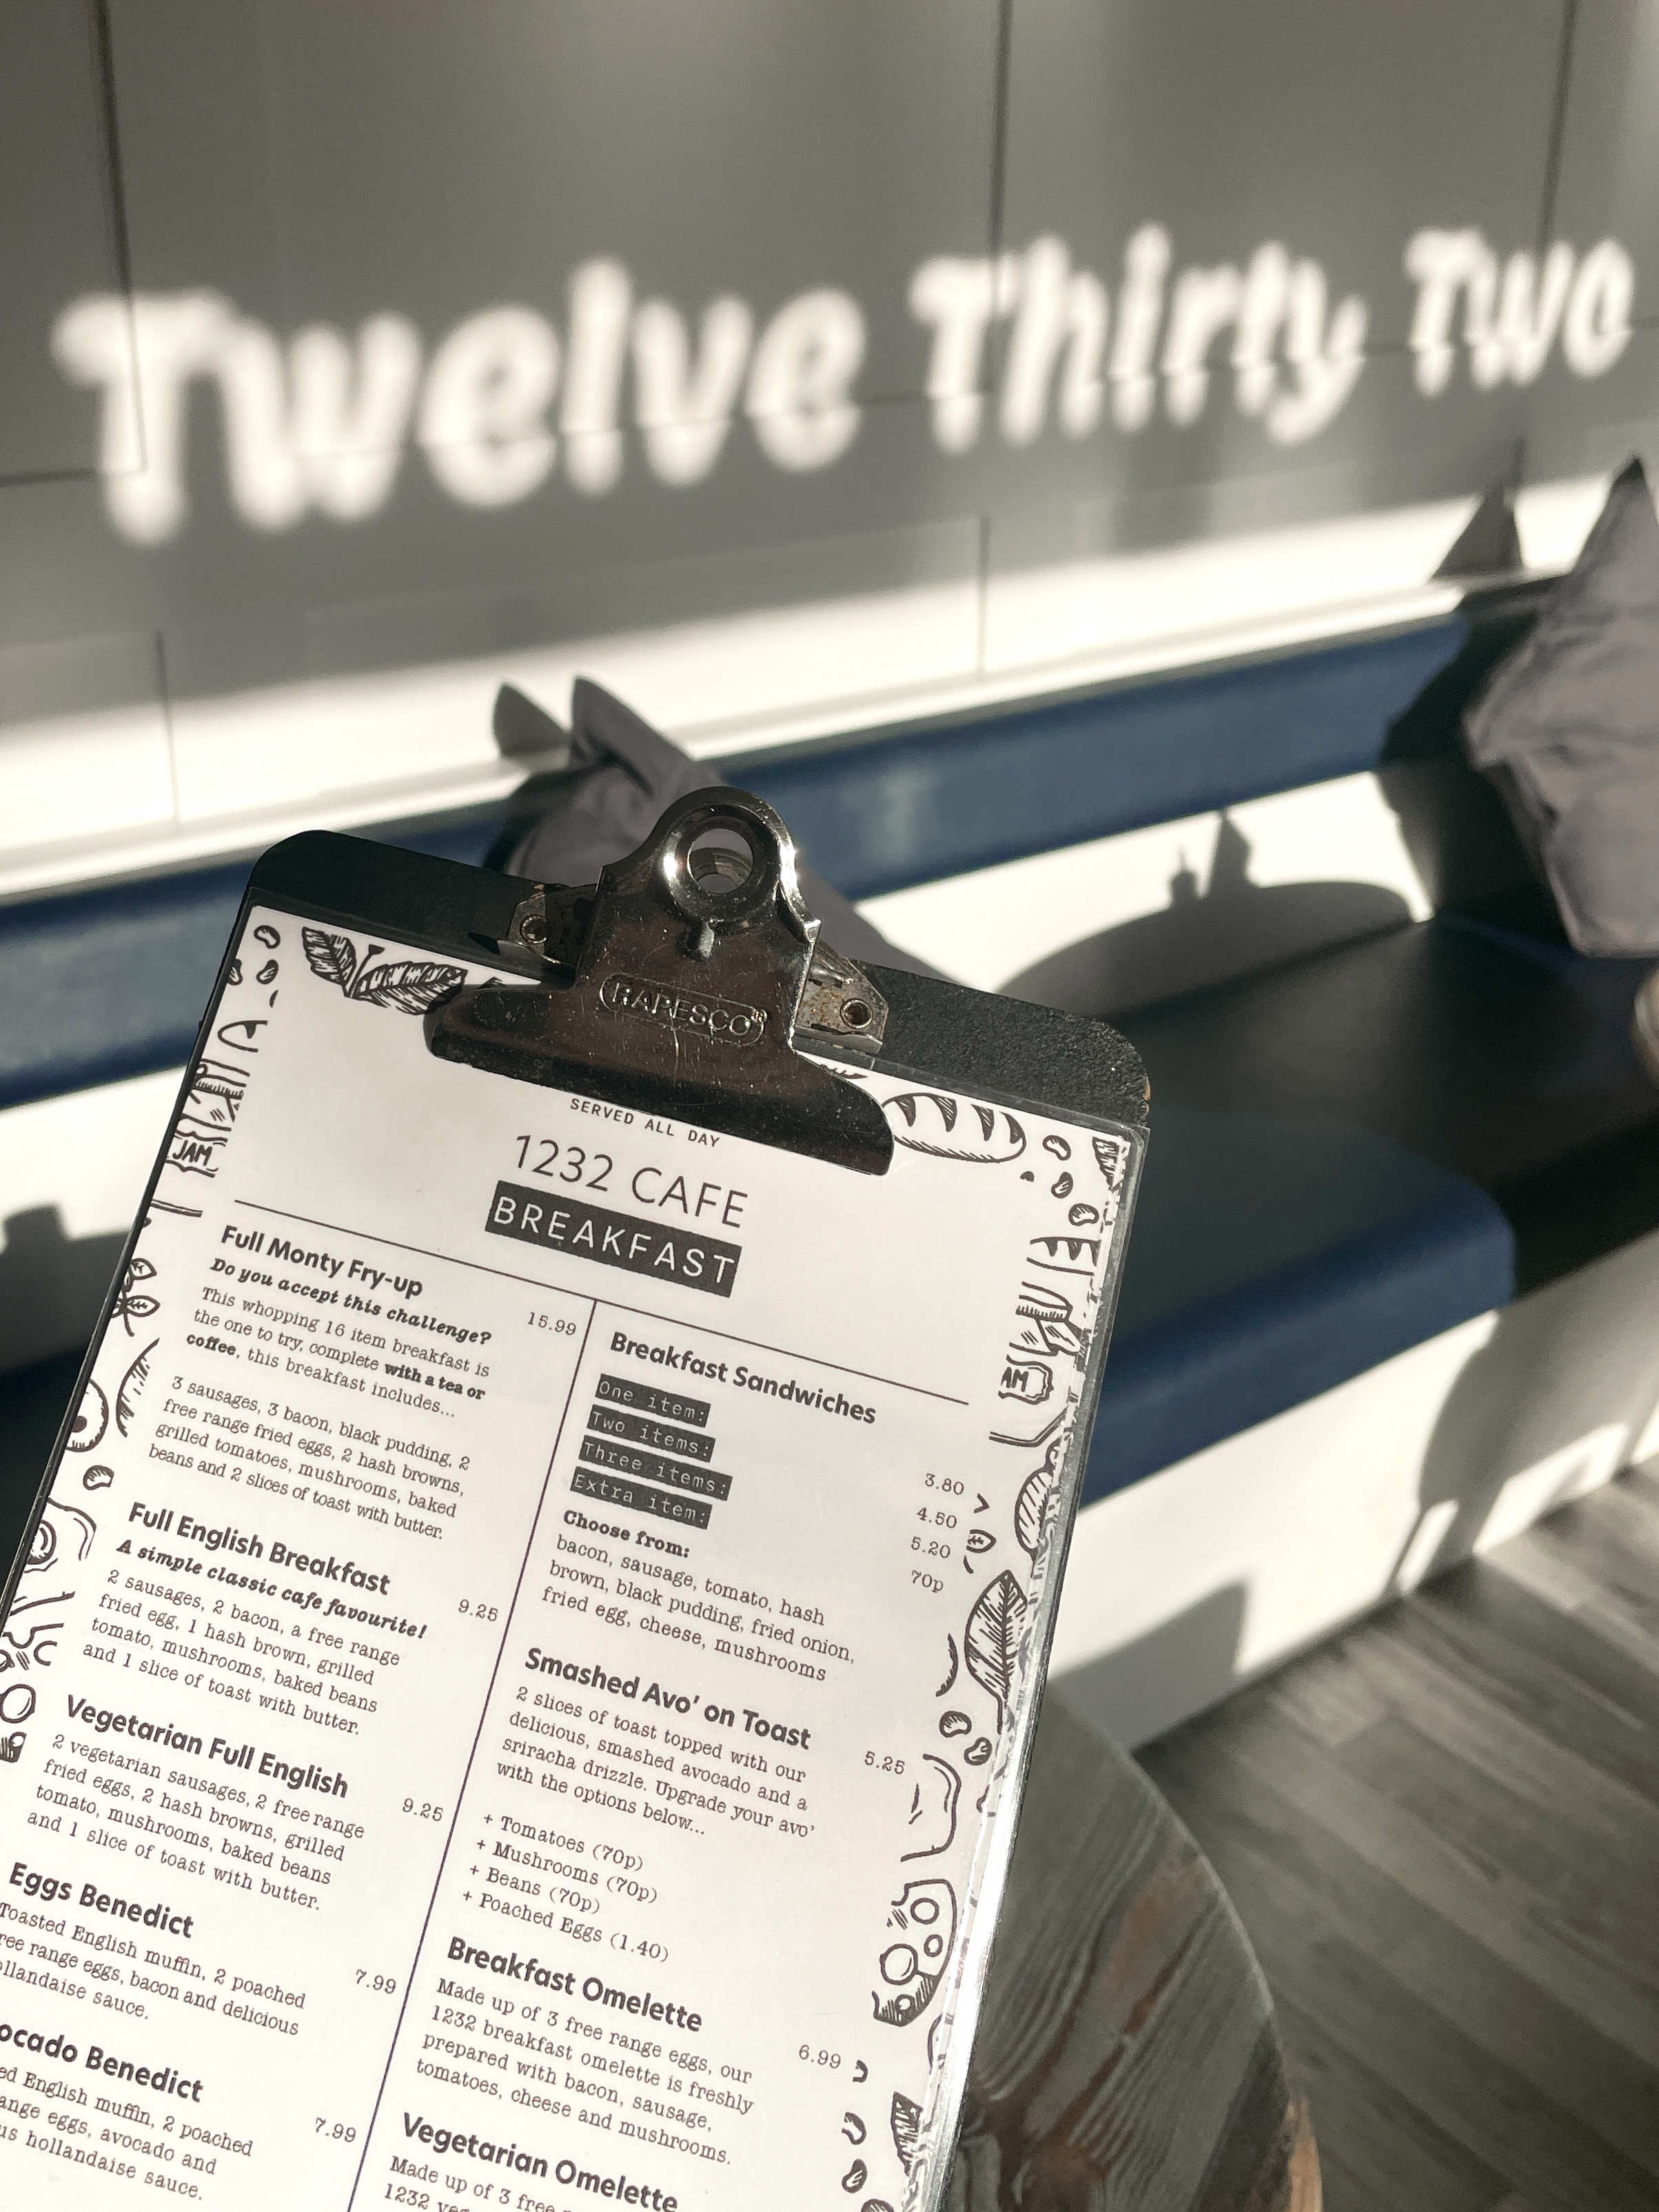 Twelve Thirty Two
RAPESCO®
JAM
AM
SERVED ALL DAY
1232 CAFE
BREAKFAST
Full Monty Fry-up
Do you accept this challenge? 15.99
This whopping 16 item breakfast is
the one to try, complete with a tea or
coffee, this breakfast includes...
3 sausages, 3 bacon, black pudding, 2
free range fried eggs, 2 hash browns,
grilled tomatoes, mushrooms, baked
beans and 2 slices of toast with butter.
Full English Breakfast
A simple classic cafe favourite! 9.25
2 sausages, 2 bacon, a free range
fried egg, 1 hash brown, grilled
tomato, mushrooms, baked beans
and 1 slice of toast with butter.
Vegetarian Full English
2 vegetarian sausages, 2 free range 9.25
fried eggs, 2 hash browns, grilled
tomato, mushrooms, baked beans
and 1 slice of toast with butter.
Eggs Benedict
Toasted English muffin, 2 poached 7.99
ree range eggs, bacon and delicious
llandaise sauce.
ocado Benedict
ed English muffin, 2 poached 7.99
ange eggs, avocado and
us hollandaise sauce.
Breakfast Sandwiches
One item: 3.80
Two items: 4.50
Three items: 5.20
Extra item: 70p
Choose from:
bacon, sausage, tomato, hash
brown, black pudding, fried onion,
fried egg, cheese, mushrooms
Smashed Avo' on Toast
2 slices of toast topped with our 5.25
delicious, smashed avocado and a
sriracha drizzle. Upgrade your avo'
with the options below...
+ Tomatoes (70p)
+ Mushrooms (70p)
+ Beans (70p)
+ Poached Eggs (1.40)
Breakfast Omelette
Made up of 3 free range eggs, our 6.99
1232 breakfast omelette is freshly
prepared with bacon, sausage,
tomatoes, cheese and mushrooms.
Vegetarian Omelette
Made up of 3 free
1232 veg